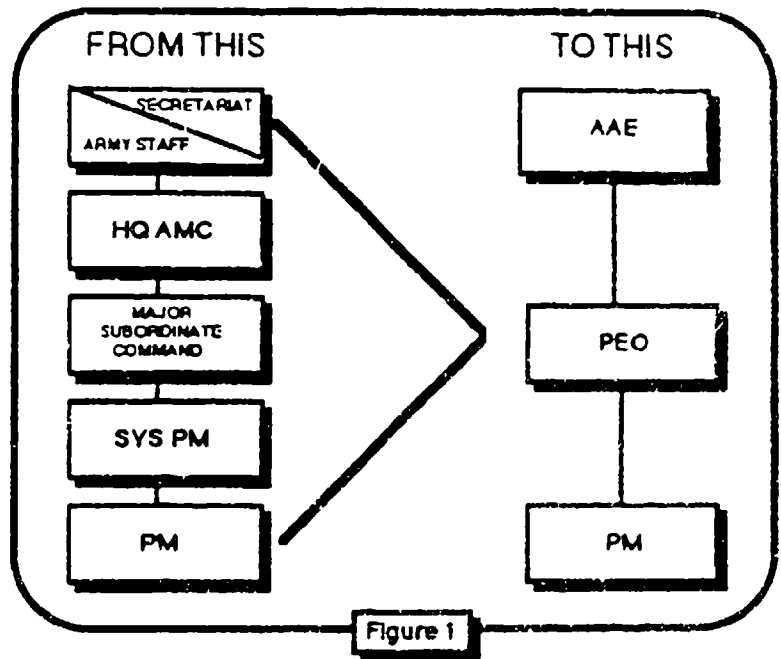 FROM THIS
SECRETARIAT
ARMY STAFF
HQ AMC
MAJOR
SUBORDINATE
COMMAND
SYS PM
PM
TO THIS
AAE
PEO
PM
Figure 1